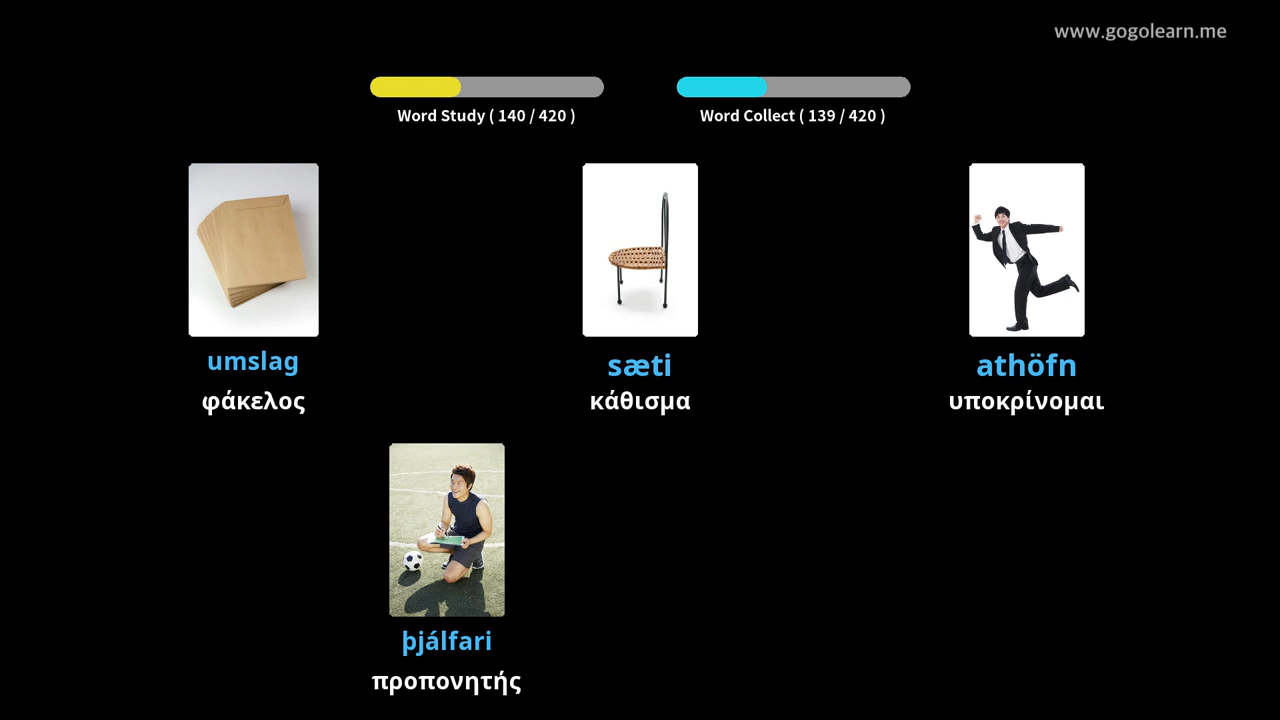 www.gogolearn.me
Word Study ( 140 / 420 )
Word Collect ( 139 / 420 )
umslag
φάκελος
sæti
κάθισμα
athöfn
υποκρίνομαι
þjálfari
προπονητής